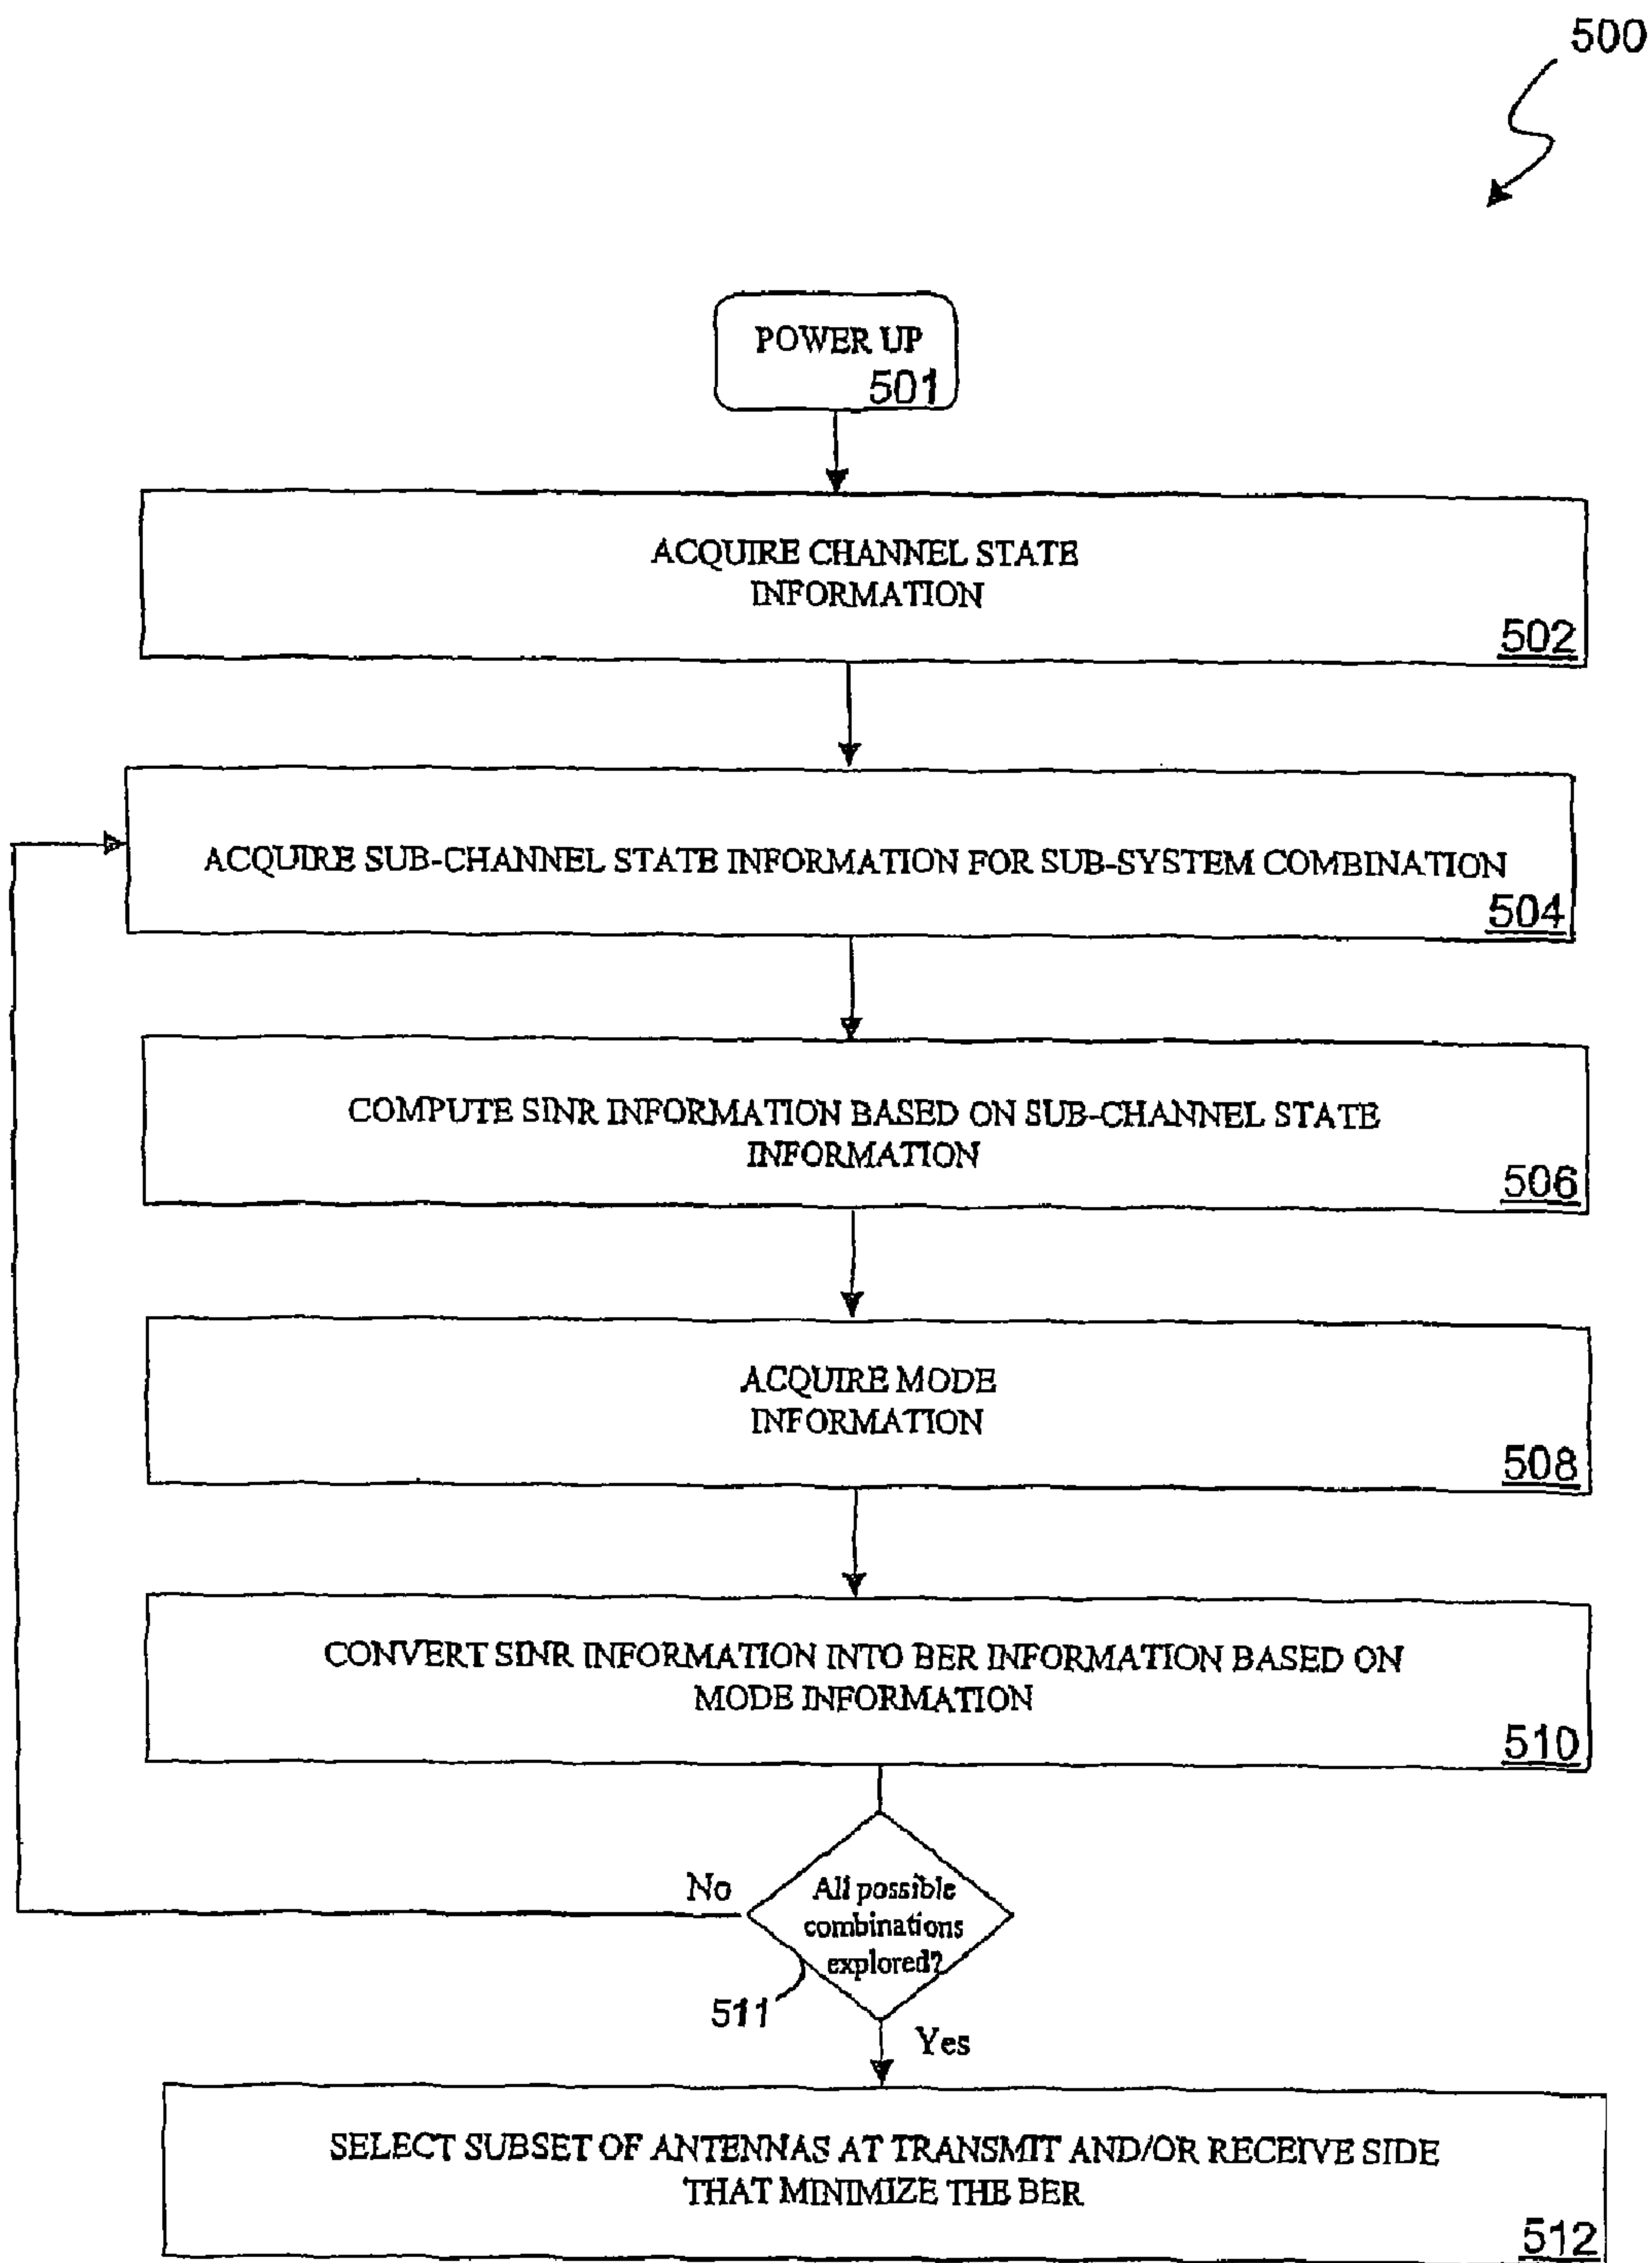 500
POWER UP
501
ACQUIRE CHANNEL STATE
INFORMATION
502
ACQUIRE SUB-CHANNEL STATE INFORMATION FOR SUB-SYSTEM COMBINATION
504
COMPUTE SINR INFORMATION BASED ON SUB-CHANNEL STATE
INFORMATION
506
ACQUIRE MODE
INFORMATION
508
CONVERT SINR INFORMATION INTO BER INFORMATION BASED ON
MODE INFORMATION
510
No
All possible
combinations
explored?
511
Yes
SELECT SUBSET OF ANTENNAS AT TRANSMIT AND/OR RECEIVE SIDE
THAT MINIMIZE THE BER
512